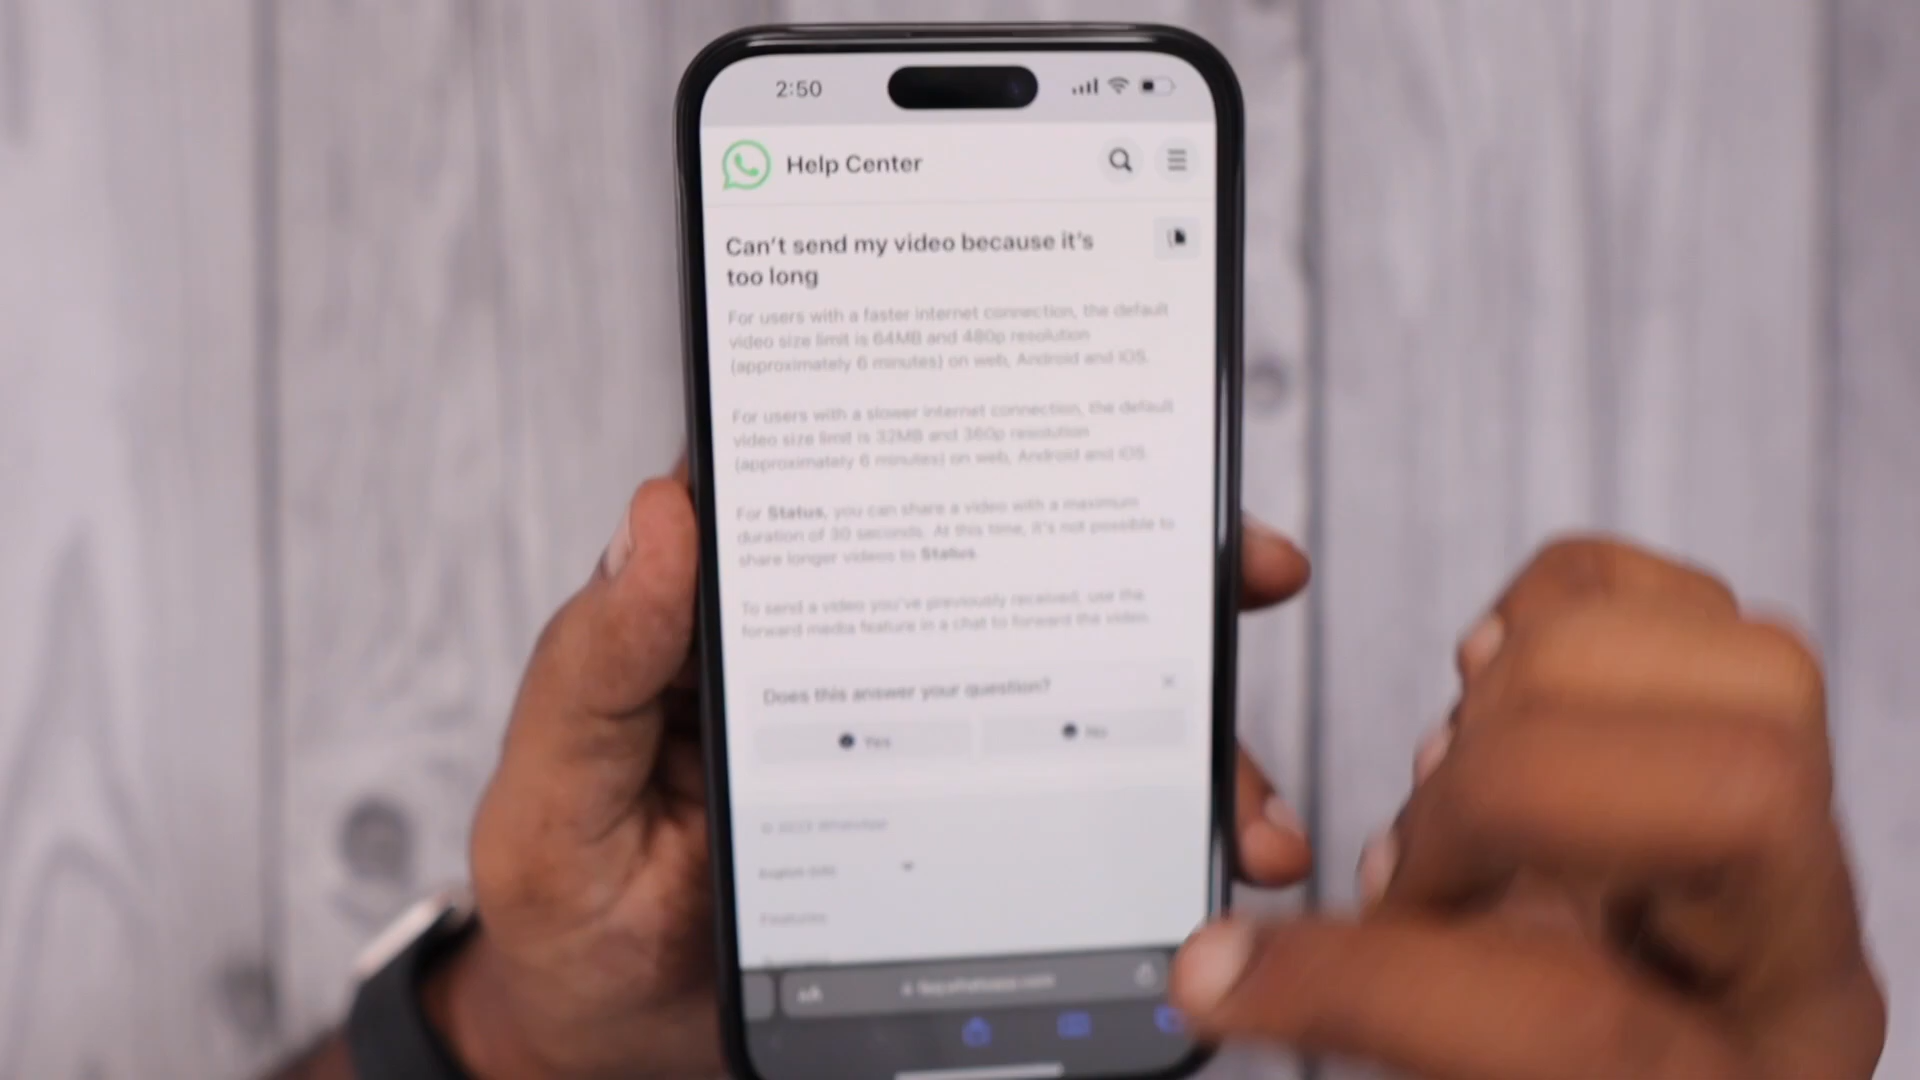 2:50
Help Center
Can't send my video because it's
too long
For users with a faster internet connection, the default
video size limit is 64MB and 480p resolution
(approximately 6 minutes) on web, Android and iOS.
For users with a slower internet connection, the default
video size limit is 32MB and 360p resolution
(approximately 6 minutes) on web, Android and iOS.
For Status, you can share a video with a maximum
duration of 30 seconds. At this time, it's not possible to
share longer videos to Status.
To send a video you've previously received, use the
forward media feature in a chat to forward the video.
Does this answer your question?
Yes
No
WhatsApp
English (US)
Features
AA